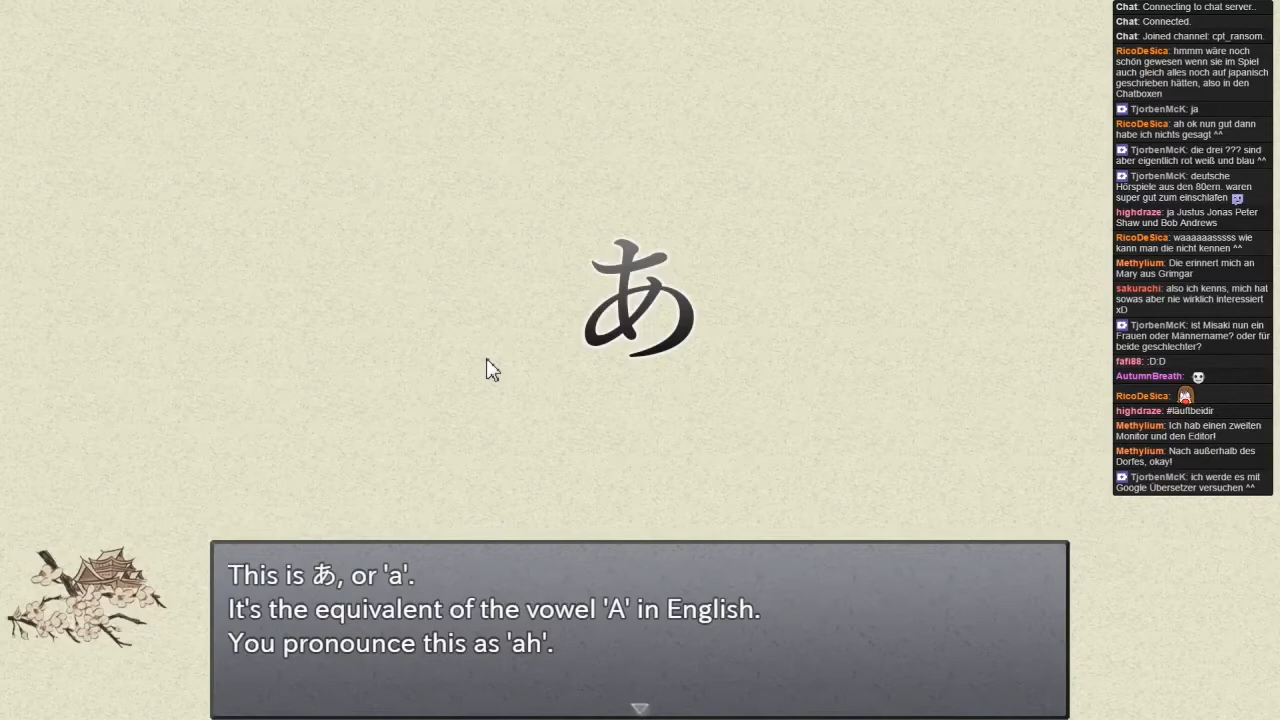 あ
This is あ, or 'a'.
It's the equivalent of the vowel 'A' in English.
You pronounce this as 'ah'.
Chat: Connecting to chat server..
Chat: Connected.
Chat: Joined channel: cpt_ransom.
RicoDeSica: hmmm wäre noch
schön gewesen wenn sie im Spiel
auch gleich alles noch auf japanisch
geschrieben hätten, also in den
Chatboxen
TjorbenMcK: ja
RicoDeSica: ah ok nun gut dann
habe ich nichts gesagt ^^
TjorbenMcK: die drei ??? sind
aber eigentlich rot weiß und blau ^^
TjorbenMcK: deutsche
Hörspiele aus den 80ern. waren
super gut zum einschlafen
highdraze: ja Justus Jonas Peter
Shaw und Bob Andrews
RicoDeSica: waaaaaasssss wie
kann man die nicht kennen ^^
Methylium: Die erinnert mich an
Mary aus Grimgar
sakurachi: also ich kenns, mich hat
sowas aber nie wirklich interessiert
xD
TjorbenMcK: ist Misaki nun ein
Frauen oder Männername? oder für
beide geschlechter?
fafi88: :D:D
AutumnBreath:
RicoDeSica:
highdraze: #läuftbeidir
Methylium: Ich hab einen zweiten
Monitor und den Editor!
Methylium: Nach außerhalb des
Dorfes, okay!
TjorbenMcK: ich werde es mit
Google Übersetzer versuchen ^^